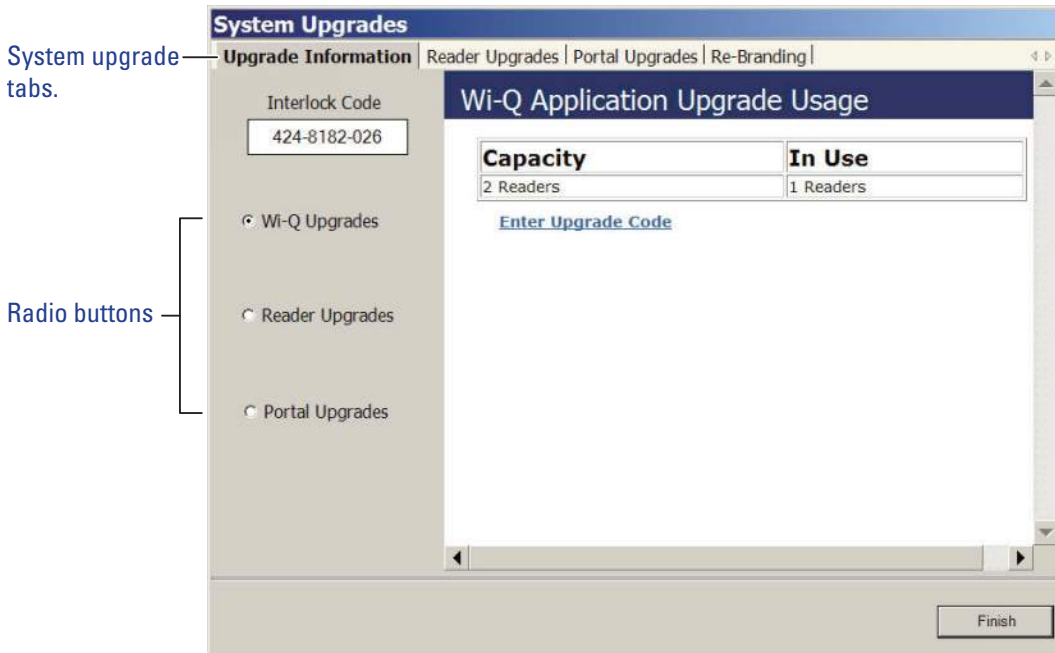 System Upgrades
System upgrade
tabs.
Upgrade Information
Reader Upgrades
Portal Upgrades
Re-Branding
Interlock Code
424-8182-026
Wi-Q Application Upgrade Usage
Capacity
In Use
2 Readers
1 Readers
Enter Upgrade Code
Radio buttons
Wi-Q Upgrades
Reader Upgrades
Portal Upgrades
Finish